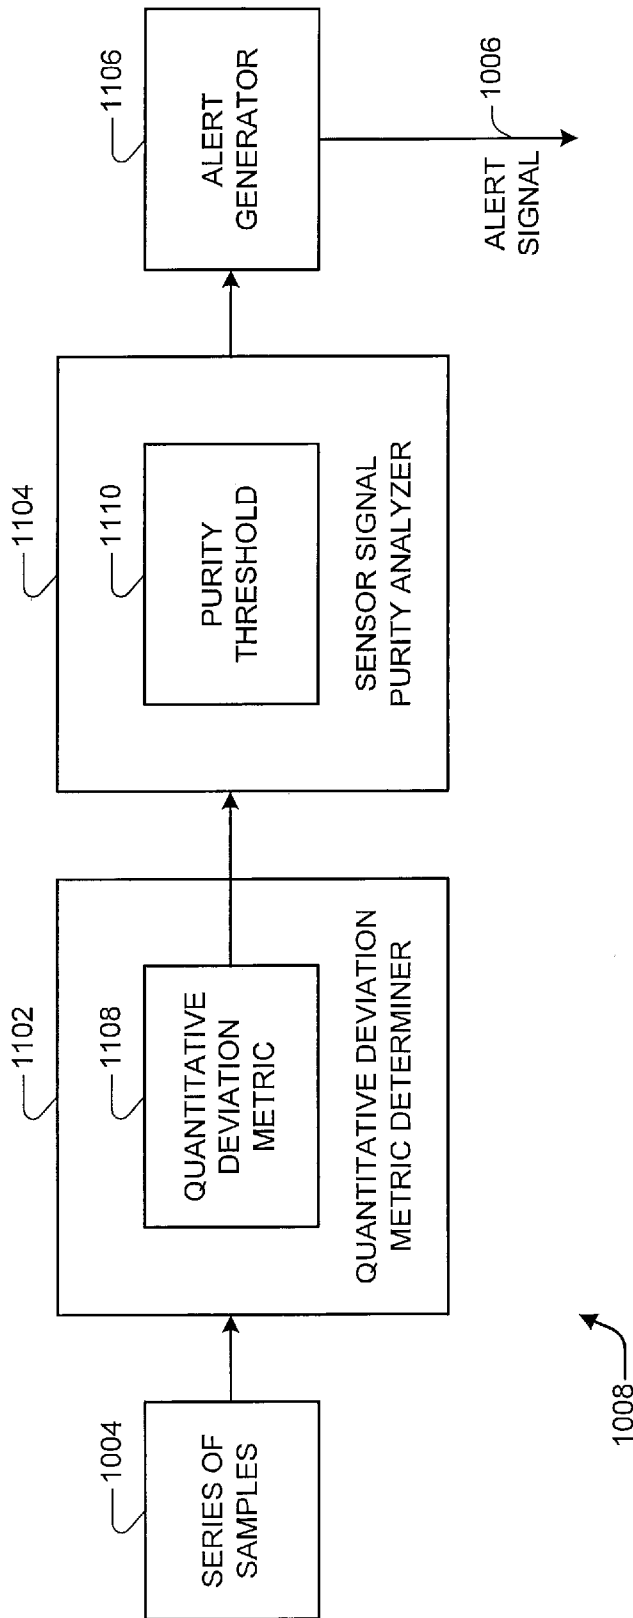 1004
SERIES OF
SAMPLES
1102
1108
QUANTITATIVE
DEVIATION
METRIC
QUANTITATIVE DEVIATION
METRIC DETERMINER
1104
1110
PURITY
THRESHOLD
SENSOR SIGNAL
PURITY ANALYZER
1106
ALERT
GENERATOR
ALERT
SIGNAL
1006
1008